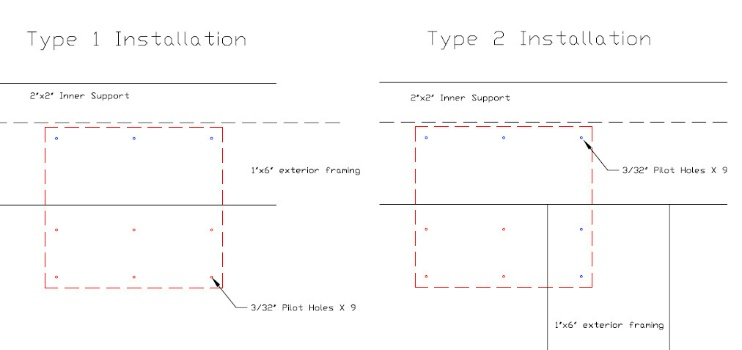 Type 1 Installation
2"x2" Inner Support
1"x6" exterior framing
3/32" Pilot Holes X 9
Type 2 Installation
2"x2" Inner Support
3/32" Pilot Holes X 9
1"x6" exterior framing